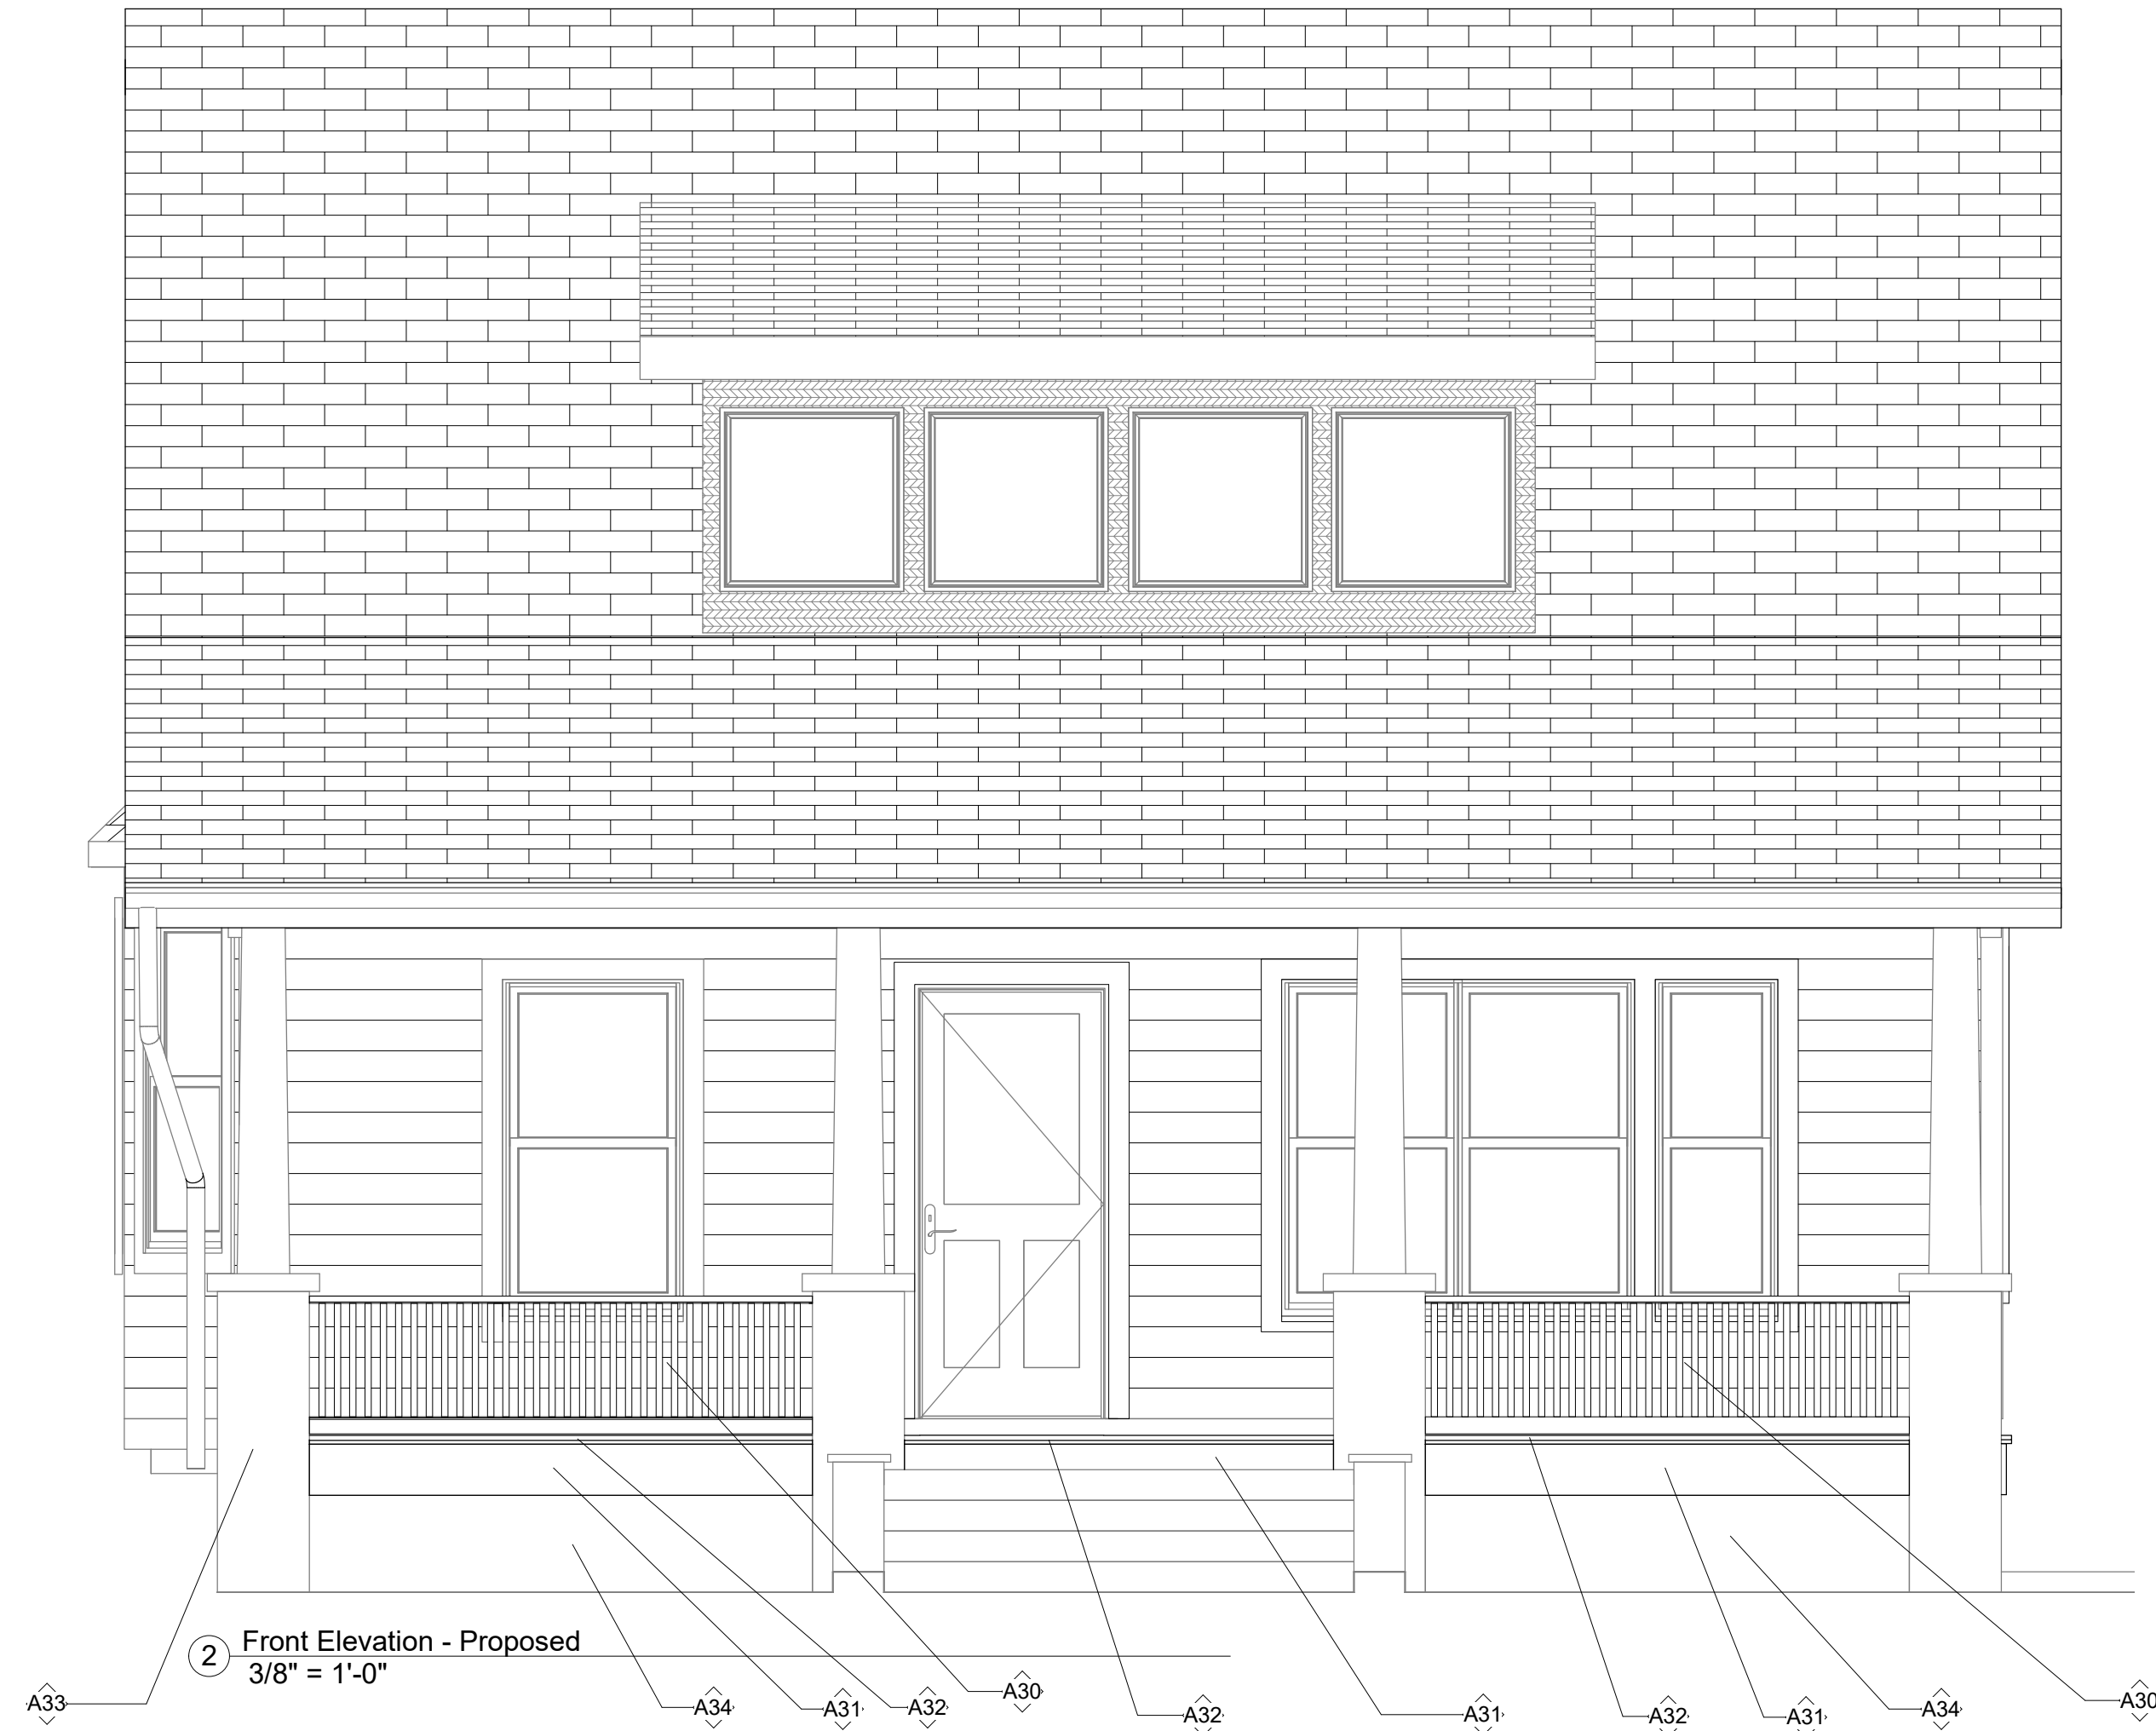 2
Front Elevation - Proposed
3/8" = 1'-0"
A33
A34
A31
A32
A30
A32
A31
A32
A31
A34
A30